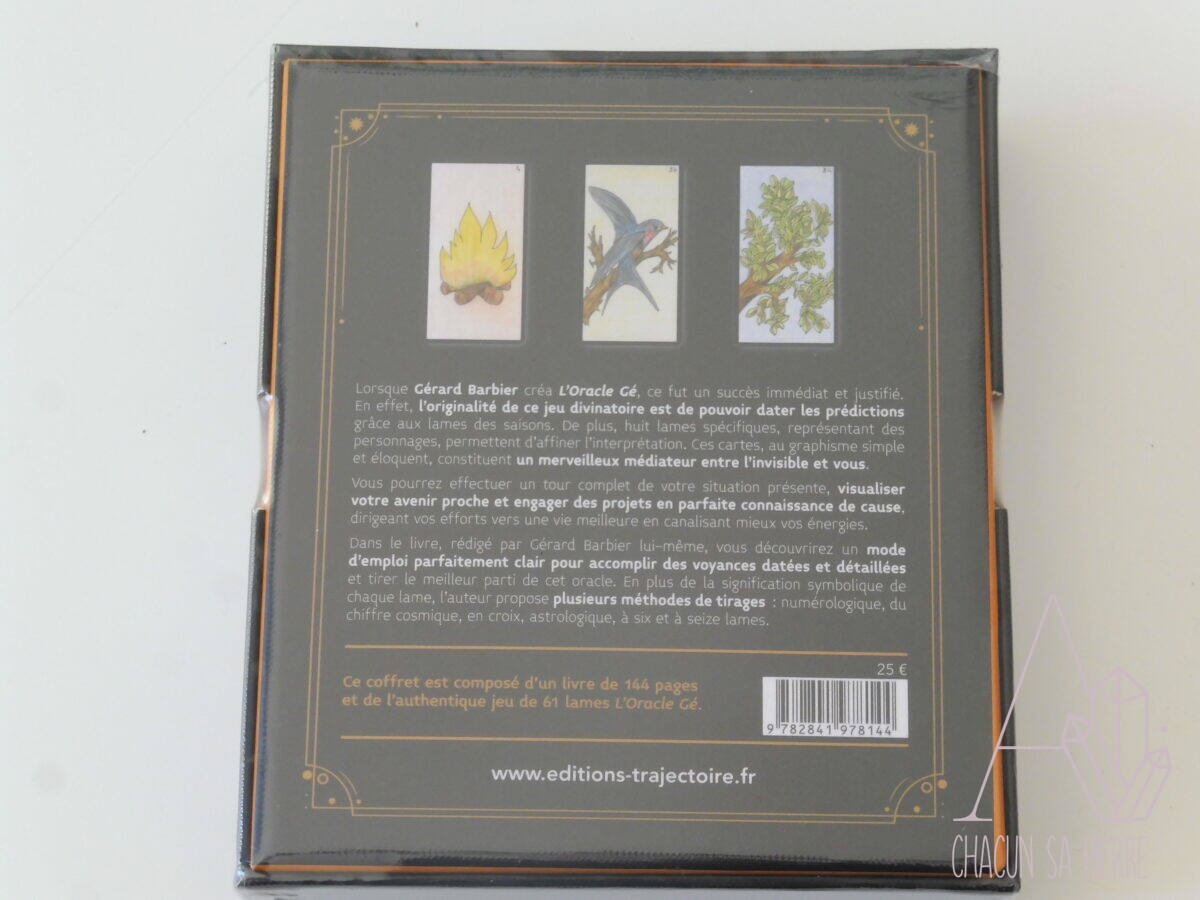 4
Lorsque Gérard Barbier créa L'Oracle Gé, ce fut un succès immédiat et justifié.
En effet, l'originalité de ce jeu divinatoire est de pouvoir dater les prédictions
grâce aux lames des saisons. De plus, huit lames spécifiques, représentant des
personnages, permettent d'affiner l'interprétation. Ces cartes, au graphisme simple
et éloquent, constituent un merveilleux médiateur entre l'invisible et vous.
Vous pourrez effectuer un tour complet de votre situation présente, visualiser
votre avenir proche et engager des projets en parfaite connaissance de cause,
dirigeant vos efforts vers une vie meilleure en canalisant mieux vos énergies.
Dans le livre, rédigé par Gérard Barbier lui-même, vous découvrirez un mode
d'emploi parfaitement clair pour accomplir des voyances datées et détaillées
et tirer le meilleur parti de cet oracle. En plus de la signification symbolique de
chaque lame, l'auteur propose plusieurs méthodes de tirages : numérologique, du
chiffre cosmique, en croix, astrologique, à six et à seize lames.
25 €
Ce coffret est composé d'un livre de 144 pages
et de l'authentique jeu de 61 lames L'Oracle Gé.
9 782841 978144
www.editions-trajectoire.fr
CHACUN SA